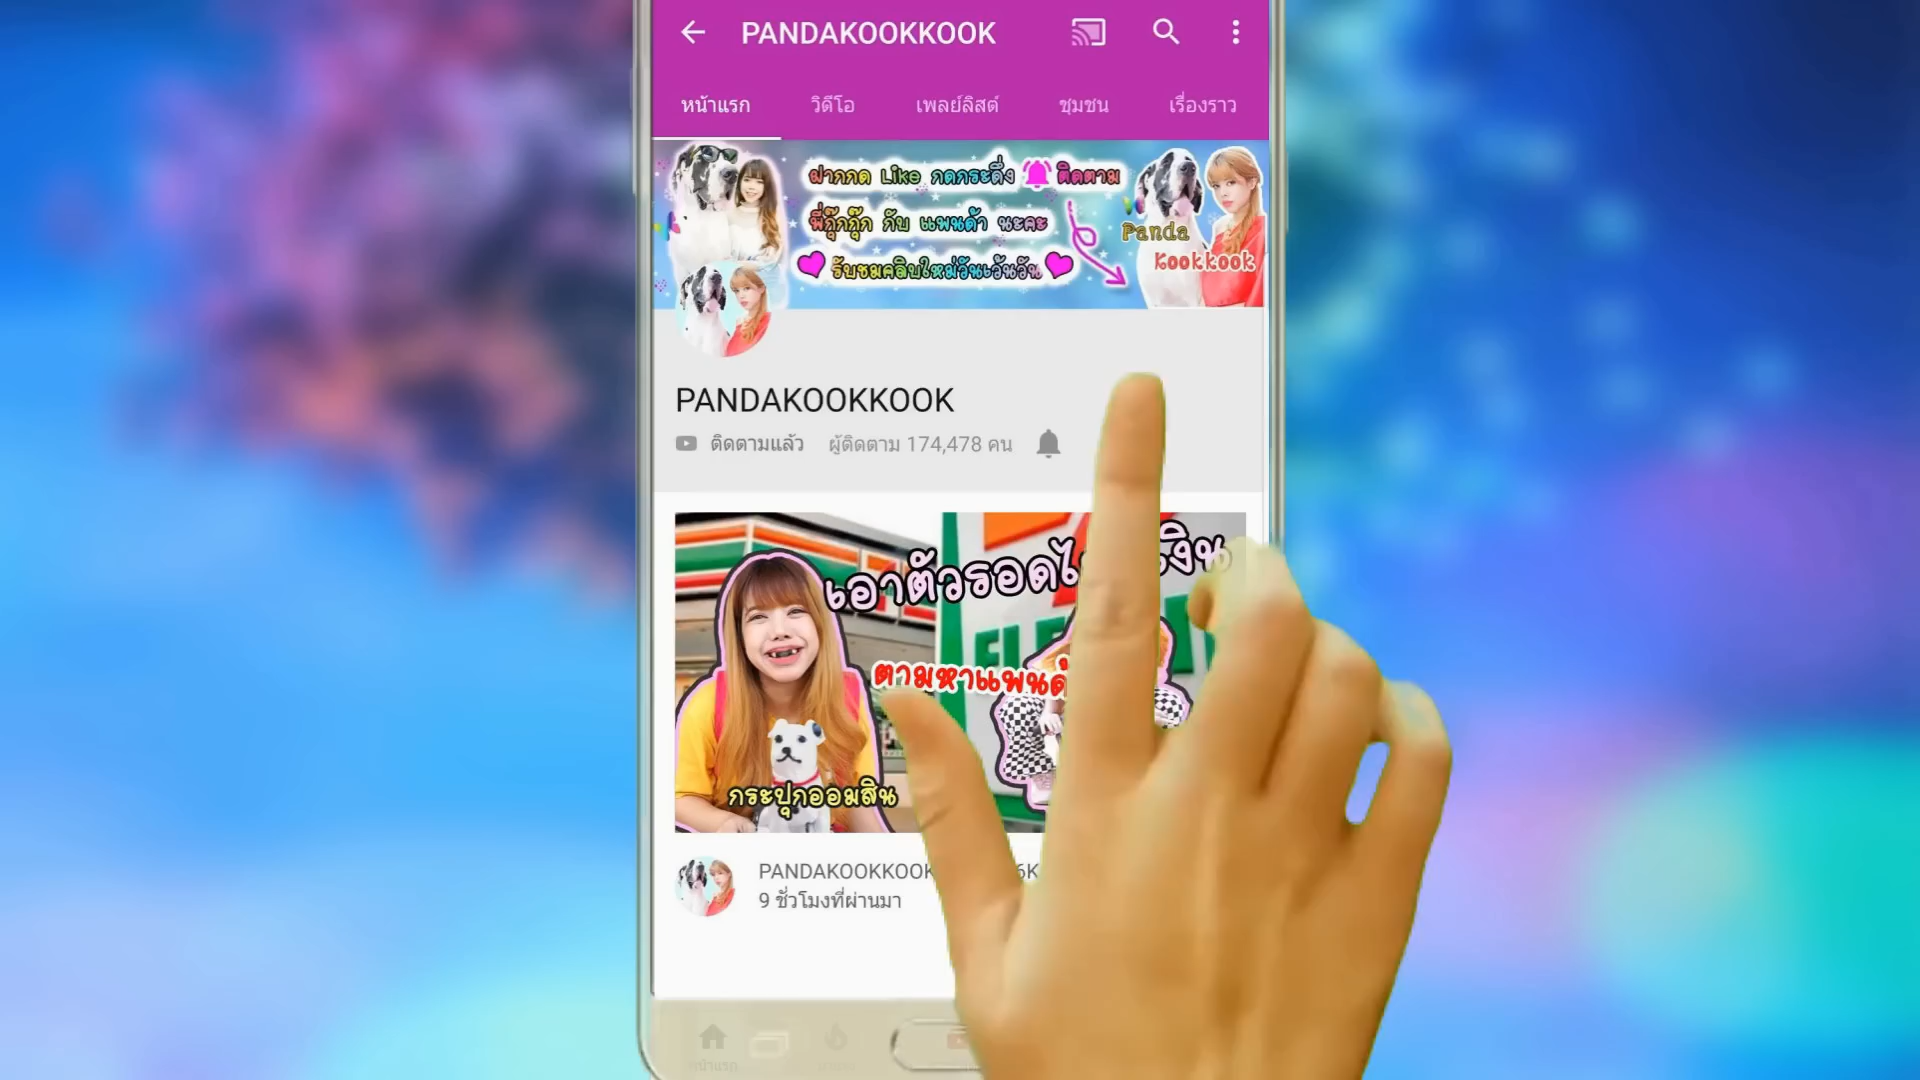 PANDAKOOKKOOK
หน้าแรก วิดีโอ เพลย์ลิสต์ ชุมชน เรื่องราว
ฝากกด Like กดกระดิ่ง ติดตาม
พี่กุ๊กกุ๊ก กับ แพนด้า นะคะ
รับชมคลิปใหม่วันเว้นวัน
Panda
Kookkook
PANDAKOOKKOOK
ติดตามแล้ว ผู้ติดตาม 174,478 คน
เอาตัวรอด
ตามหาแพนด้
กระปุกออมสิน
PANDAKOOKKOOK
9 ชั่วโมงที่ผ่านมา
หน้าแรก